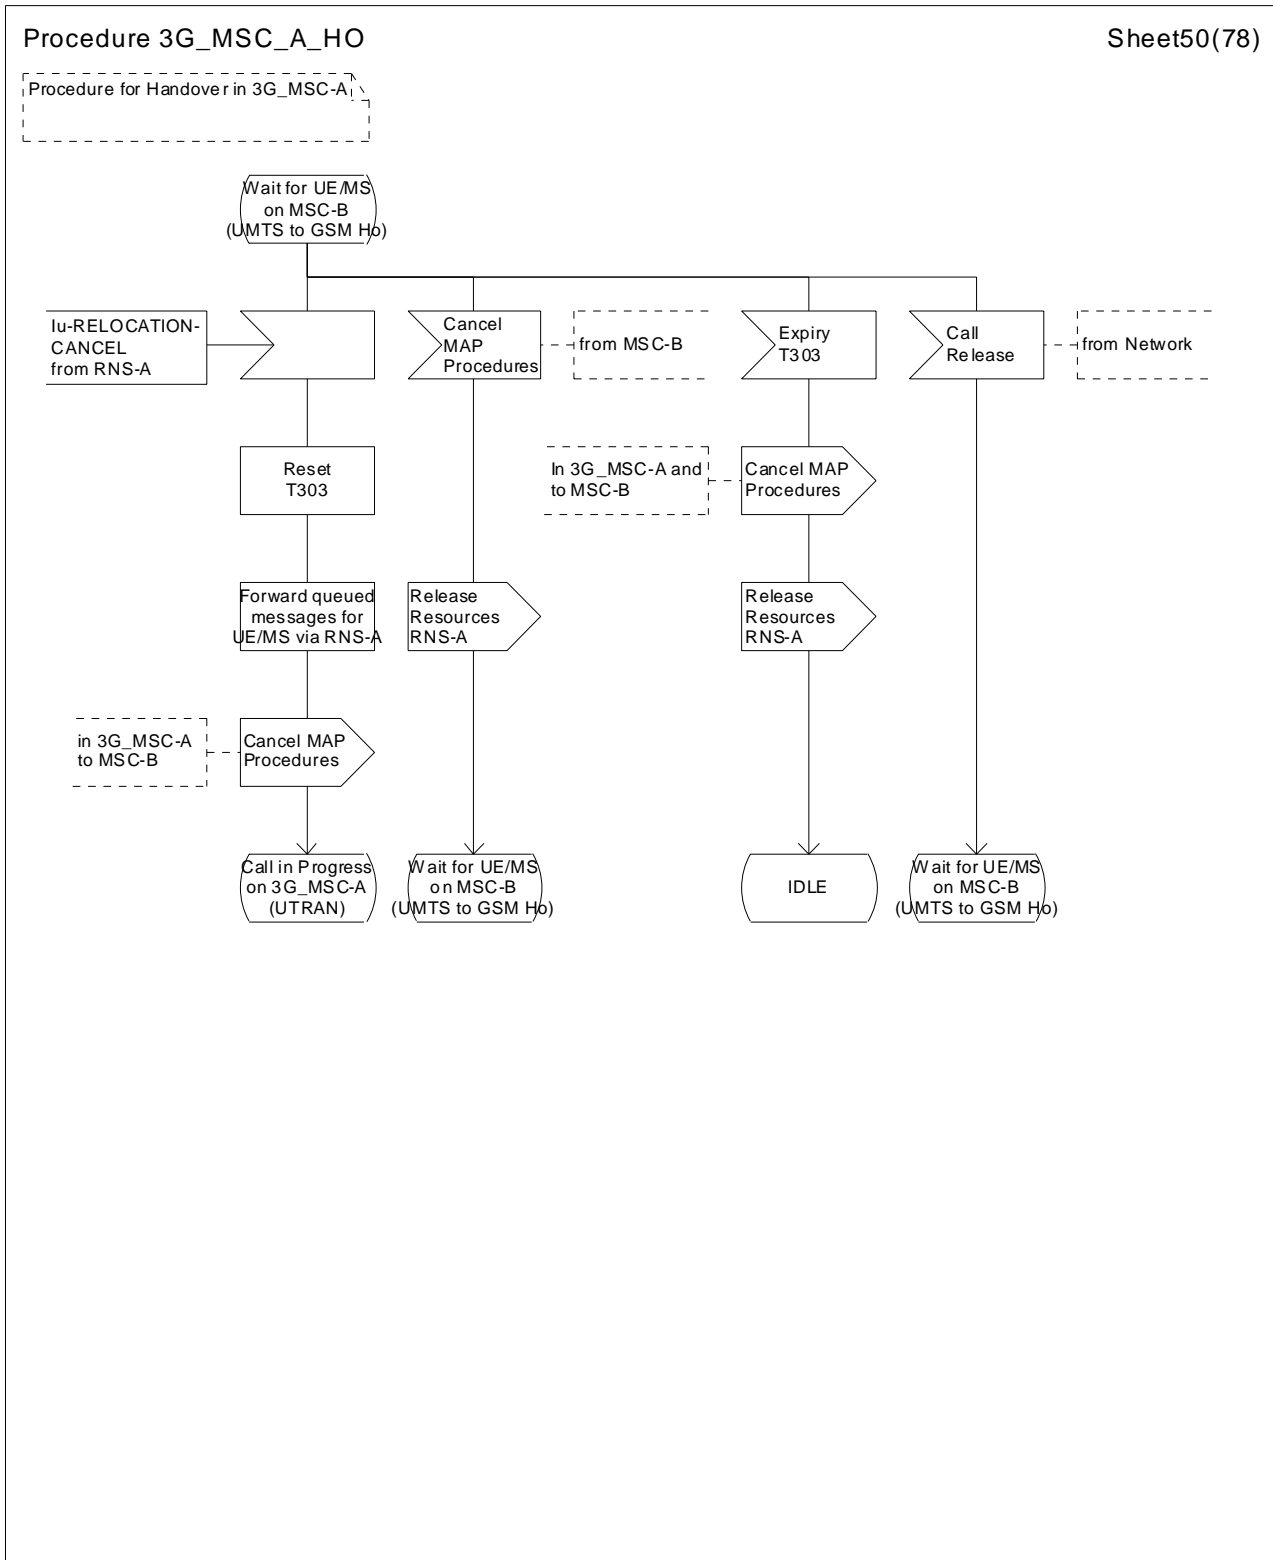 Procedure 3G_MSC_A_HO
Sheet50(78)
Procedure for Handover in 3G_MSC-A
Wait for UE/MS
on MSC-B
(UMTS to GSM Ho)
Iu-RELOCATION-
CANCEL
from RNS-A
Cancel
MAP
Procedures
from MSC-B
Expiry
T303
Call
Release
from Network
Reset
T303
In 3G_MSC-A and
to MSC-B
Cancel MAP
Procedures
Forward queued
messages for
UE/MS via RNS-A
Release
Resources
RNS-A
Release
Resources
RNS-A
in 3G_MSC-A
to MSC-B
Cancel MAP
Procedures
Call in Progress
on 3G_MSC-A
(UTRAN)
Wait for UE/MS
on MSC-B
(UMTS to GSM Ho)
IDLE
Wait for UE/MS
on MSC-B
(UMTS to GSM Ho)